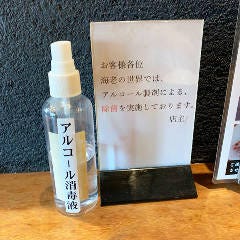 お客様各位
海老の世界では、
アルコール製剤による、
除菌を実施しております。
店主
アルコール消毒液